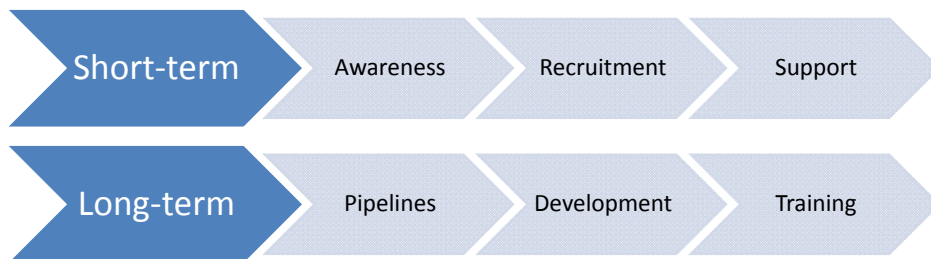 Short-term
Awareness
Recruitment
Support
Long-term
Pipelines
Development
Training